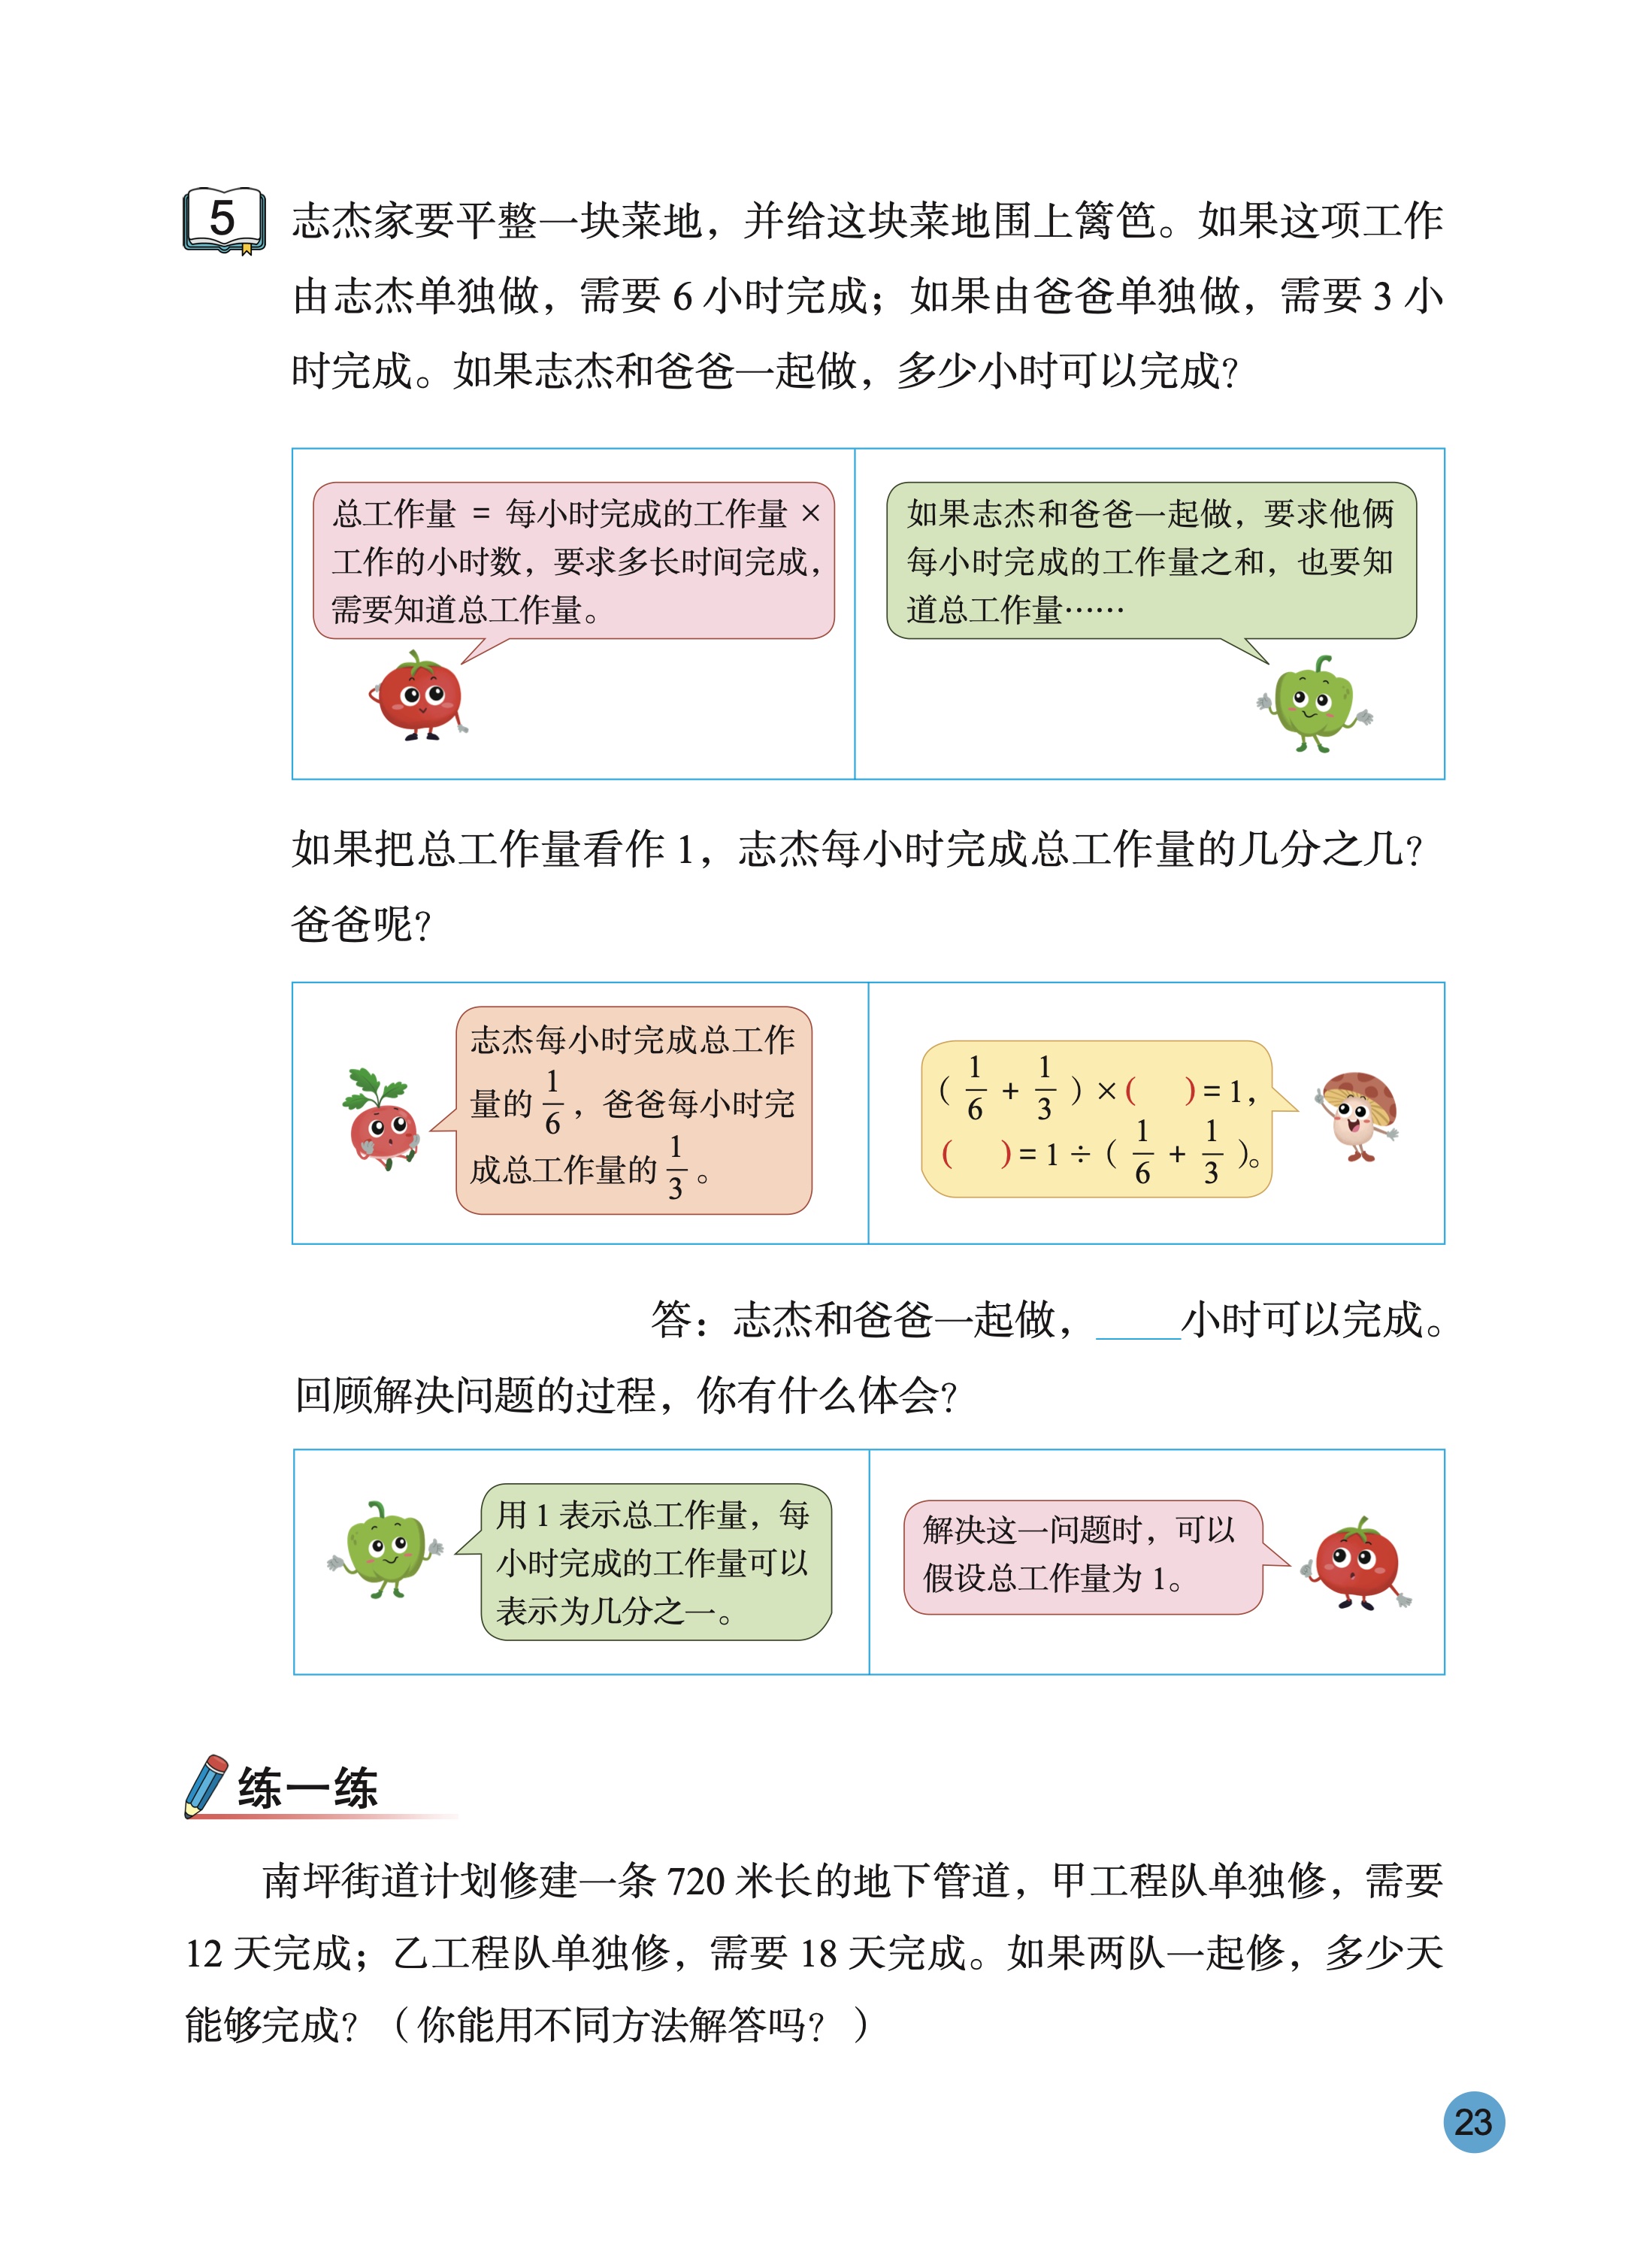 5
志杰家要平整一块菜地，并给这块菜地围上篱笆。如果这项工作
由志杰单独做，需要 6 小时完成；如果由爸爸单独做，需要 3 小
时完成。如果志杰和爸爸一起做，多少小时可以完成？
总工作量 = 每小时完成的工作量 ×
工作的小时数，要求多长时间完成，
需要知道总工作量。
如果志杰和爸爸一起做，要求他俩
每小时完成的工作量之和，也要知
道总工作量……
如果把总工作量看作 1，志杰每小时完成总工作量的几分之几？
爸爸呢？
志杰每小时完成总工作
量的 1/6，爸爸每小时完
成总工作量的 1/3。
（ 1/6 + 1/3 ）×（　）= 1，
（　）= 1 ÷（ 1/6 + 1/3 ）。
答：志杰和爸爸一起做，____小时可以完成。
回顾解决问题的过程，你有什么体会？
用 1 表示总工作量，每
小时完成的工作量可以
表示为几分之一。
解决这一问题时，可以
假设总工作量为 1。
练一练
南坪街道计划修建一条 720 米长的地下管道，甲工程队单独修，需要
12 天完成；乙工程队单独修，需要 18 天完成。如果两队一起修，多少天
能够完成？（你能用不同方法解答吗？）
23